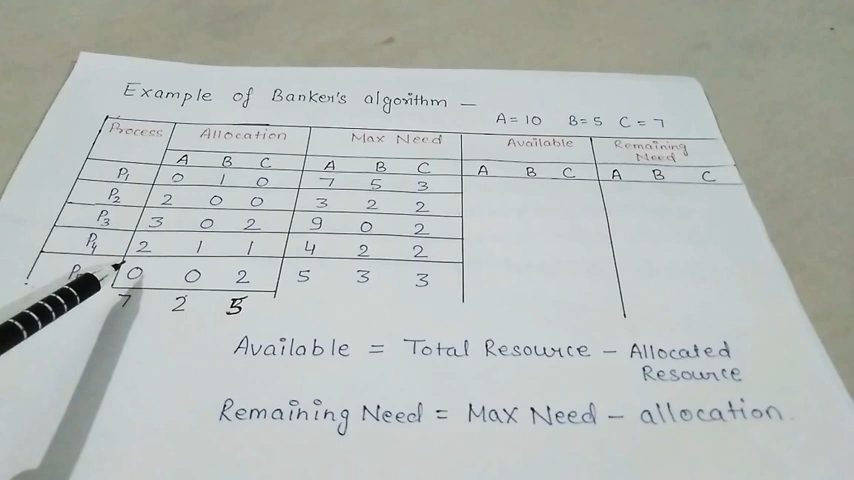 Example of Banker's algorithm —
A = 10 B = 5 C = 7
Process Allocation Max Need Available Remaining Need
A B C A B C A B C A B C
P1 0 1 0 7 5 3
P2 2 0 0 3 2 2
P3 3 0 2 9 0 2
P4 2 1 1 4 2 2
0 0 2 5 3 3
7 2 5
Available = Total Resource — Allocated
Resource
Remaining Need = Max Need — allocation.